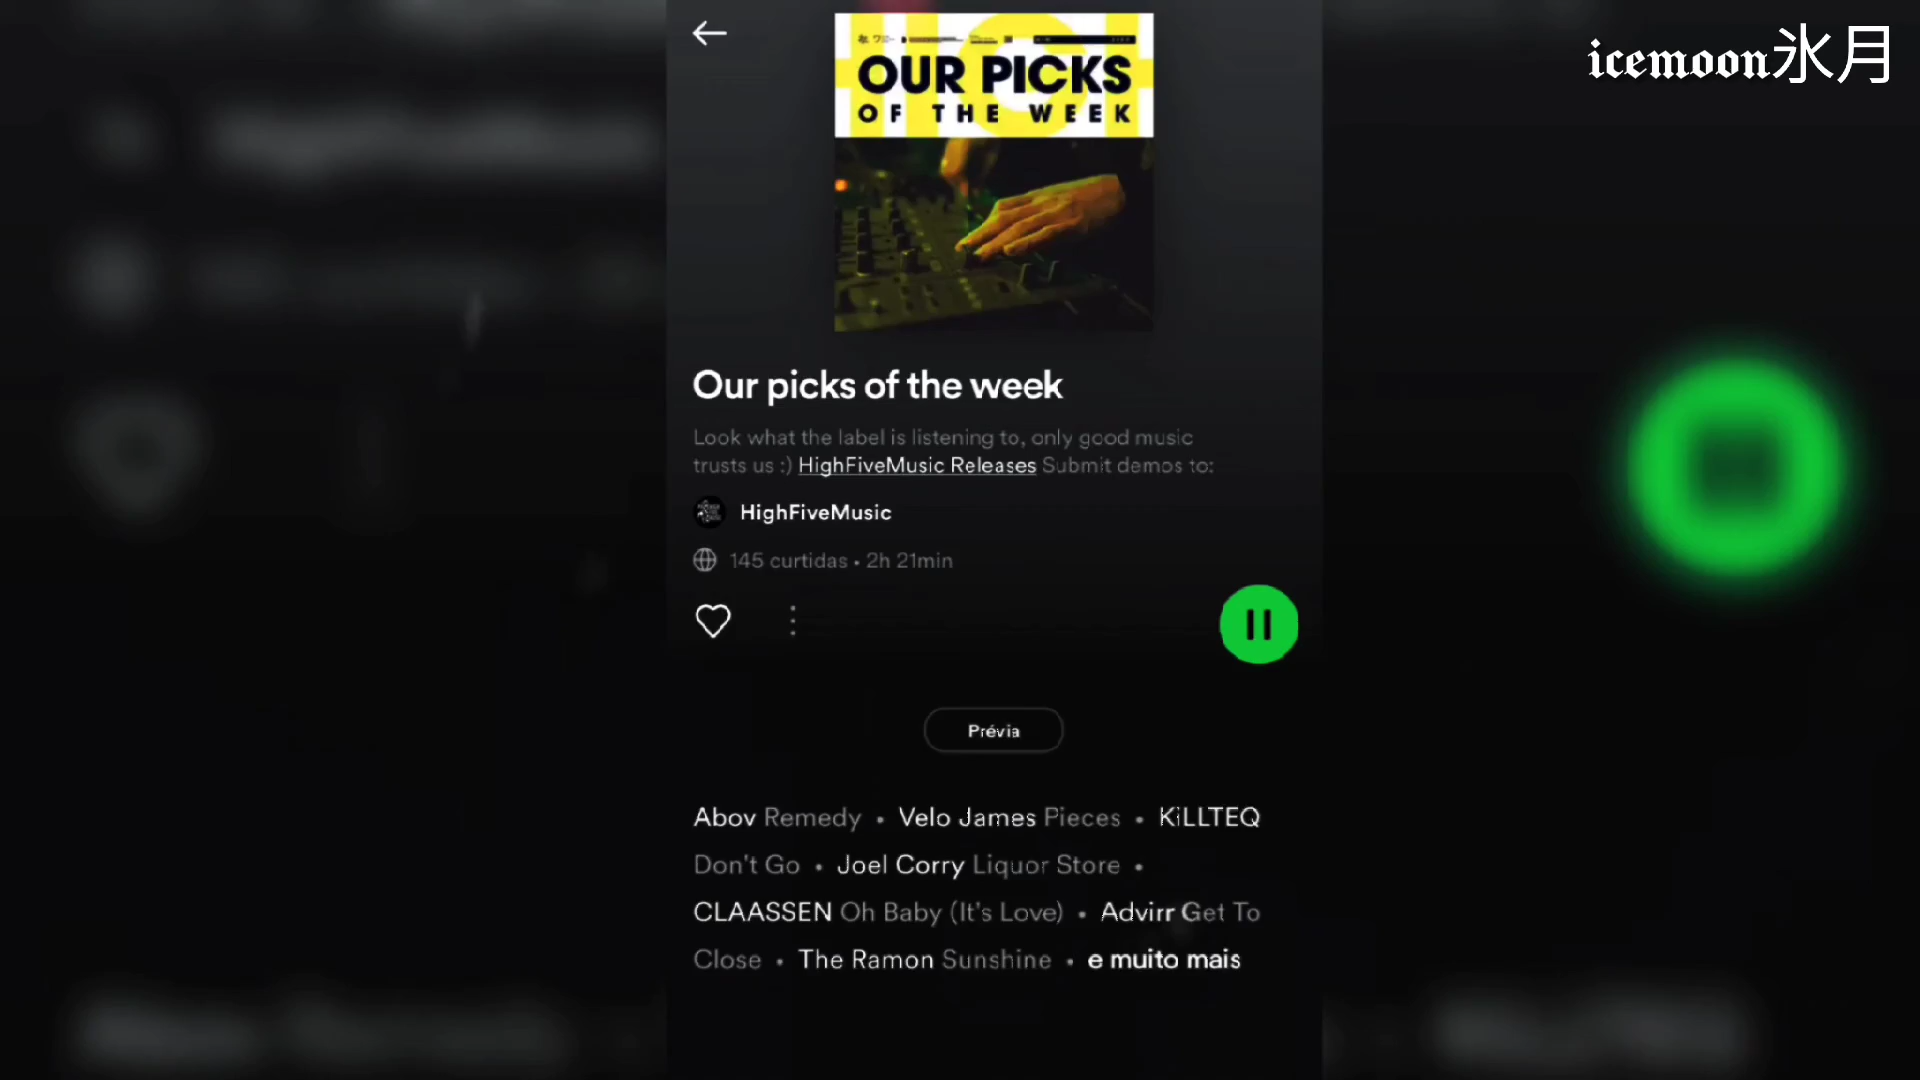 icemoon氷月
OUR PICKS
OF THE WEEK
Our picks of the week
Look what the label is listening to, only good music
trusts us :) HighFiveMusic Releases Submit demos to:
HighFiveMusic
145 curtidas • 2h 21min
Prévia
Abov Remedy • Velo James Pieces • KiLLTEQ
Don't Go • Joel Corry Liquor Store •
CLAASSEN Oh Baby (It's Love) • Advirr Get To
Close • The Ramon Sunshine • e muito mais